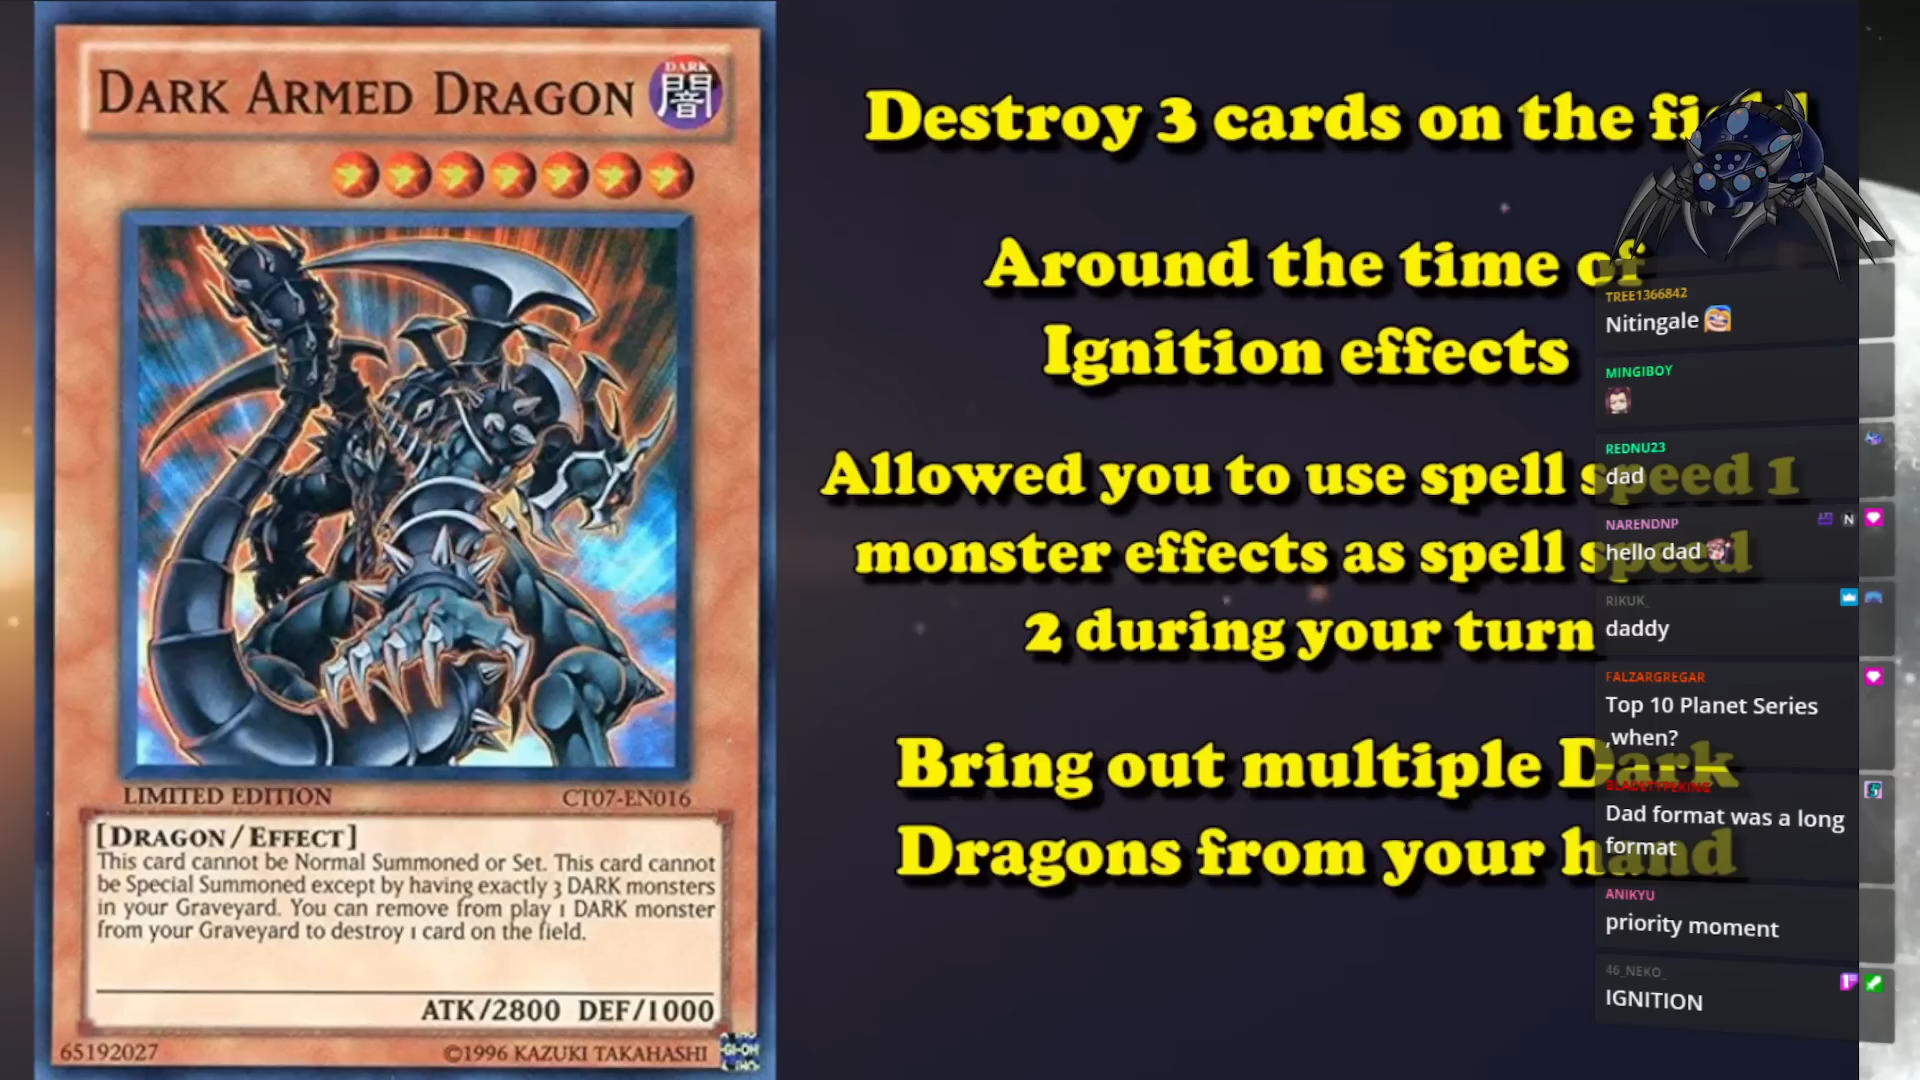 DARK ARMED DRAGON
DARK
闇
LIMITED EDITION
CT07-EN016
[DRAGON/EFFECT]
This card cannot be Normal Summoned or Set. This card cannot
be Special Summoned except by having exactly 3 DARK monsters
in your Graveyard. You can remove from play 1 DARK monster
from your Graveyard to destroy 1 card on the field.
ATK/2800 DEF/1000
65192027
©1996 KAZUKI TAKAHASHI
Destroy 3 cards on the
Around the time of
Ignition effects
Allowed you to use spell speed 1
monster effects as spell speed
2 during your turn
Bring out multiple Dark
Dragons from your hand
TREE1366842
Nitingale
MINGIBOY
REDNU23
dad
NARENDNP
hello dad
RIKUK_
daddy
FALZARGREGAR
Top 10 Planet Series
,when?
BLADETYPEKING
Dad format was a long
format
ANIKYU
priority moment
46_NEKO_
IGNITION